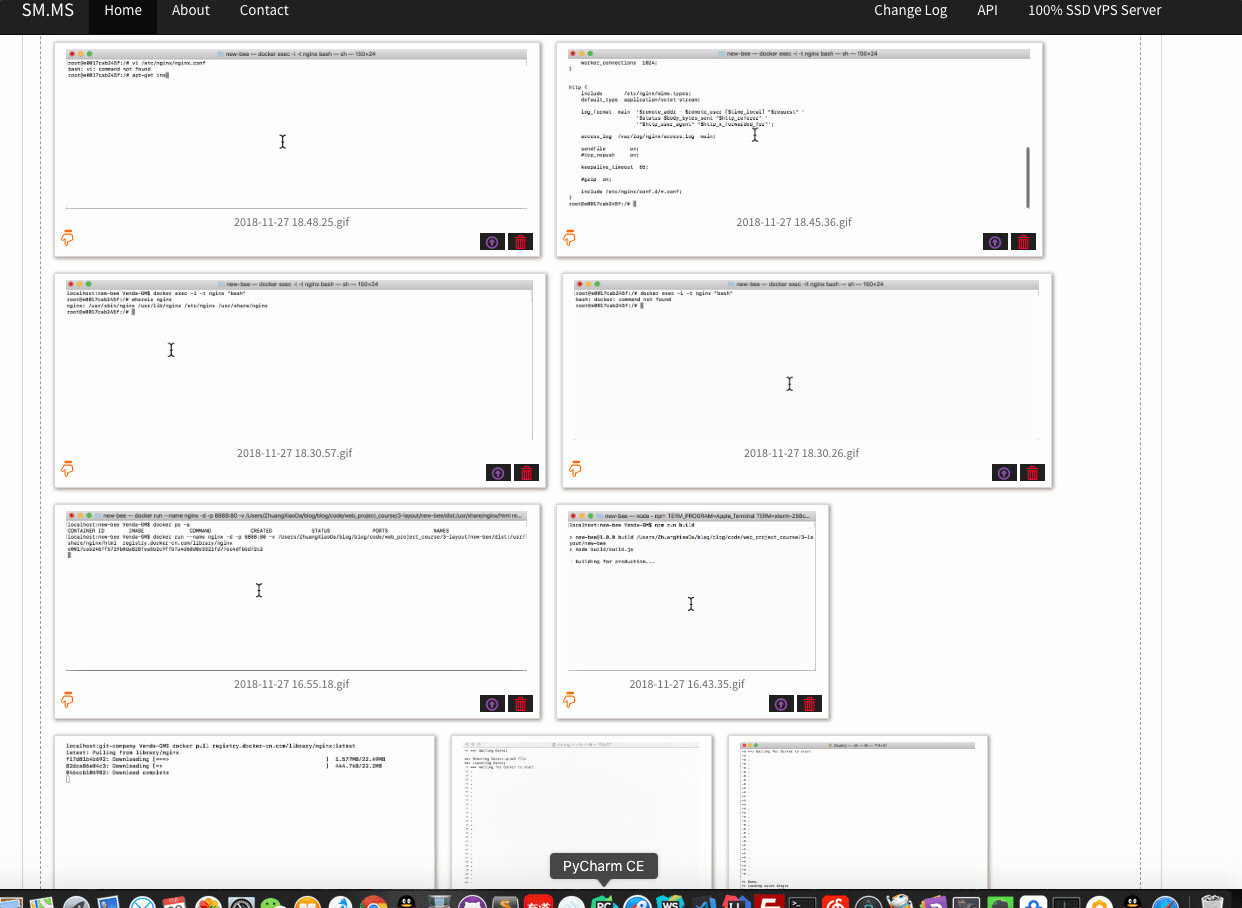 SM.MS Home About Contact Change Log API 100% SSD VPS Server
new-bee — docker exec -i -t nginx bash — sh — 150×24
root@e0017cab245f:/# vi /etc/nginx/nginx.conf
bash: vi: command not found
root@e0017cab245f:/# apt-get ins
2018-11-27 18.48.25.gif
new-bee — docker exec -i -t nginx bash — sh — 150×24
worker_connections 1024;
}
http {
include /etc/nginx/mime.types;
default_type application/octet-stream;
log_format main '$remote_addr - $remote_user [$time_local] "$request" '
'$status $body_bytes_sent "$http_referer" '
'"$http_user_agent" "$http_x_forwarded_for"';
access_log /var/log/nginx/access.log main;
sendfile on;
#tcp_nopush on;
keepalive_timeout 65;
#gzip on;
include /etc/nginx/conf.d/*.conf;
}
root@e0017cab245f:/#
2018-11-27 18.45.36.gif
new-bee — docker exec -i -t nginx bash — sh — 150×24
localhost:new-bee Venda-GM$ docker exec -i -t nginx "bash"
root@e0017cab245f:/# whereis nginx
nginx: /usr/sbin/nginx /usr/lib/nginx /etc/nginx /usr/share/nginx
root@e0017cab245f:/#
2018-11-27 18.30.57.gif
new-bee — docker exec -i -t nginx bash — sh — 150×24
root@e0017cab245f:/# docker exec -i -t nginx "bash"
bash: docker: command not found
root@e0017cab245f:/#
2018-11-27 18.30.26.gif
new-bee — docker run --name nginx -d -p 8888:80 -v /Users/ZhuangXiaoDa/blog/blog/code/web_project_course/3-layout/new-bee/dist:/usr/share/nginx/html re...
localhost:new-bee Venda-GM$ docker ps -a
CONTAINER ID IMAGE COMMAND CREATED STATUS PORTS NAMES
localhost:new-bee Venda-GM$ docker run --name nginx -d -p 8888:80 -v /Users/ZhuangXiaoDa/blog/blog/code/web_project_course/3-layout/new-bee/dist:/usr/
share/nginx/html registry.docker-cn.com/library/nginx
2018-11-27 16.55.18.gif
new-bee — node ‹ npm TERM_PROGRAM=Apple_Terminal TERM=xterm-256c...
localhost:new-bee Venda-GM$ npm run build
> new-bee@1.0.0 build /Users/ZhuangXiaoDa/blog/blog/code/web_project_course/3-la
yout/new-bee
> node build/build.js
building for production...
2018-11-27 16.43.35.gif
localhost:git-company Venda-GM$ docker pull registry.docker-cn.com/library/nginx:latest
latest: Pulling from library/nginx
f17d81b4b692: Downloading [===> ] 1.577MB/22.49MB
82dca86e04c3: Downloading [=> ] 444.7kB/22.2MB
046ccb106982: Download complete
PyCharm CE